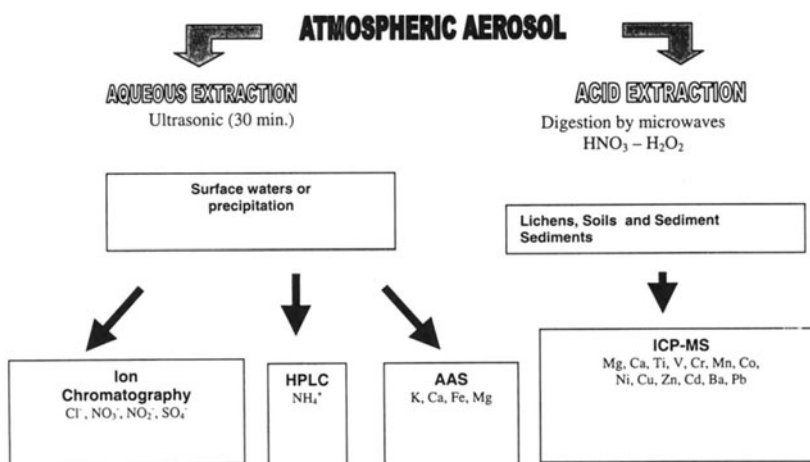 ATMOSPHERIC AEROSOL
AQUEOUS EXTRACTION
Ultrasonic (30 min.)
ACID EXTRACTION
Digestion by microwaves
HNO₃ – H₂O₂
Surface waters or
precipitation
Lichens, Soils and Sediment
Sediments
Ion
Chromatography
Cl⁻, NO₃⁻, NO₂⁻, SO₄⁻
HPLC
NH₄⁺
AAS
K, Ca, Fe, Mg
ICP-MS
Mg, Ca, Ti, V, Cr, Mn, Co,
Ni, Cu, Zn, Cd, Ba, Pb